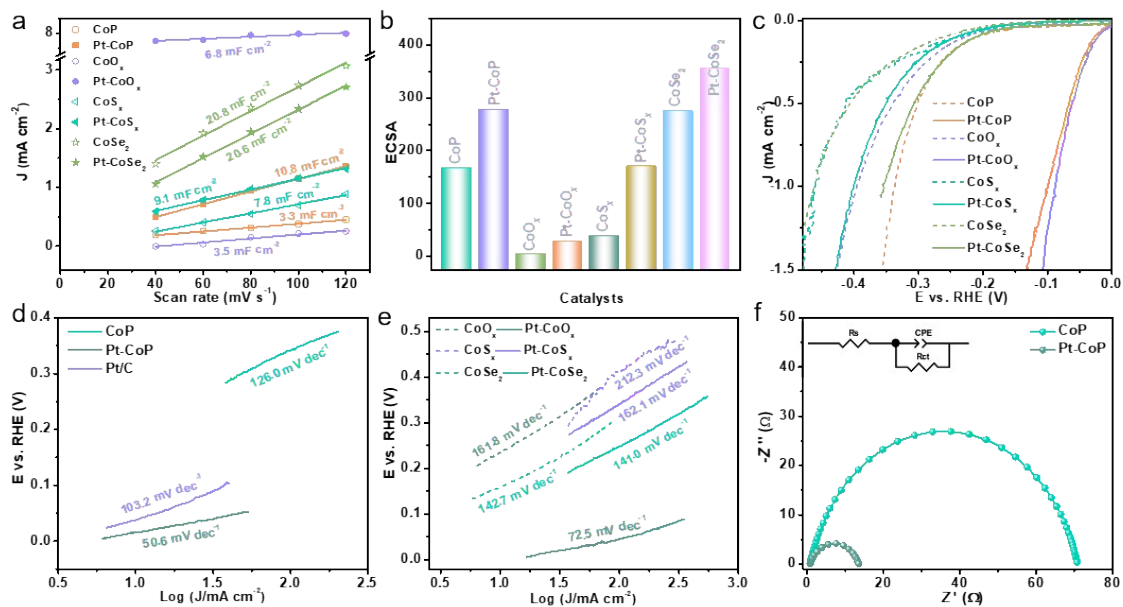 a
J (mA cm⁻²)
8
3
2
1
0
CoP
Pt-CoP
CoOₓ
Pt-CoOₓ
CoSₓ
Pt-CoSₓ
CoSe₂
Pt-CoSe₂
6.8 mF cm⁻²
20.8 mF cm⁻²
20.6 mF cm⁻²
10.8 mF cm⁻²
9.1 mF cm⁻²
7.8 mF cm⁻²
3.3 mF cm⁻²
3.5 mF cm⁻²
0 20 40 60 80 100 120
Scan rate (mV s⁻¹)
b
ECSA
400
300
200
100
0
CoP
Pt-CoP
CoOₓ
Pt-CoOₓ
CoSₓ
Pt-CoSₓ
CoSe₂
Pt-CoSe₂
Catalysts
c
J (mA cm⁻²)
0.0
-0.5
-1.0
-1.5
CoP
Pt-CoP
CoOₓ
Pt-CoOₓ
CoSₓ
Pt-CoSₓ
CoSe₂
Pt-CoSe₂
-0.4 -0.3 -0.2 -0.1 0.0
E vs. RHE (V)
d
E vs. RHE (V)
0.4
0.3
0.2
0.1
0.0
CoP
Pt-CoP
Pt/C
126.0 mV dec⁻¹
103.2 mV dec⁻¹
50.6 mV dec⁻¹
0.5 1.0 1.5 2.0 2.5
Log (J/mA cm⁻²)
e
E vs. RHE (V)
0.5
0.4
0.3
0.2
0.1
0.0
CoOₓ Pt-CoOₓ
CoSₓ Pt-CoSₓ
CoSe₂ Pt-CoSe₂
212.3 mV dec⁻¹
162.1 mV dec⁻¹
161.8 mV dec⁻¹
141.0 mV dec⁻¹
142.7 mV dec⁻¹
72.5 mV dec⁻¹
0.5 1.0 1.5 2.0 2.5 3.0
Log (J/mA cm⁻²)
f
-Z'' (Ω)
-50
40
30
20
10
0
Rs
CPE
Rct
CoP
Pt-CoP
0 20 40 60 80
Z' (Ω)